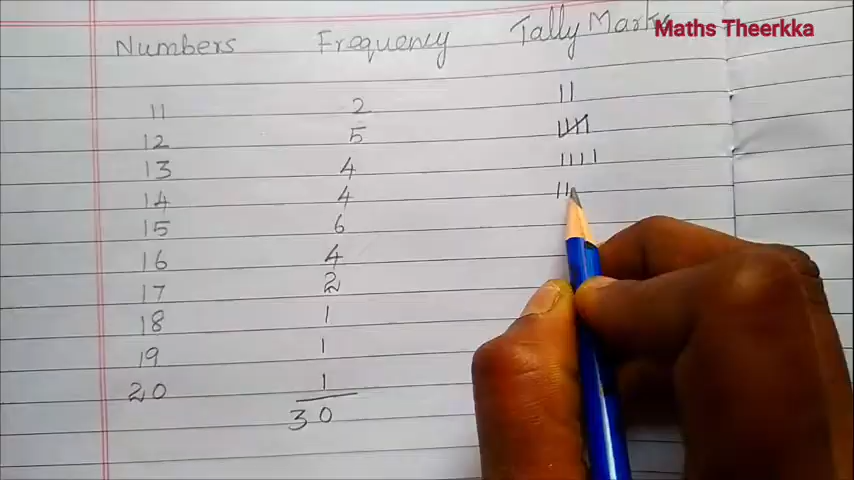 Numbers Frequency Tally Marks
Maths Theerkka
11 2 ||
12 5 ||||
13 4 ||||
14 4 ||
15 6
16 4
17 2
18 1
19 1
20 1
30